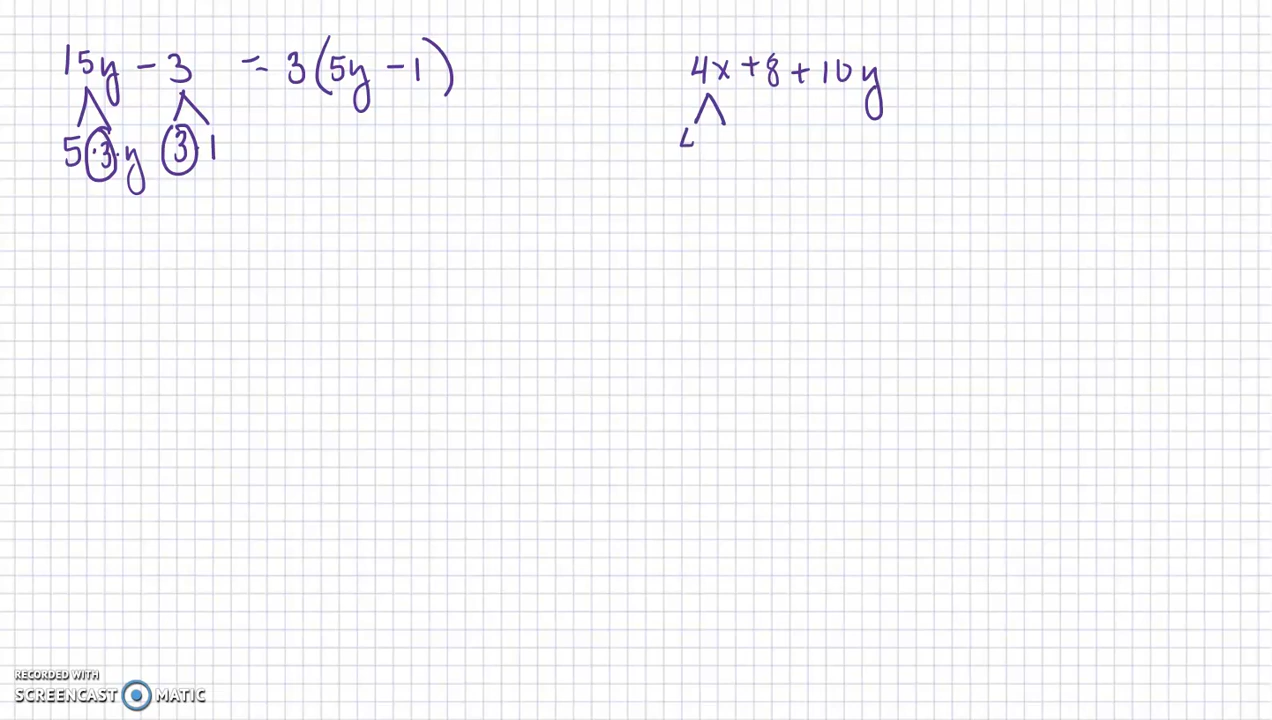 15y - 3 = 3(5y - 1)
5 · 3 · y 3 · 1
4x + 8 + 10y
RECORDED WITH
SCREENCAST MATIC